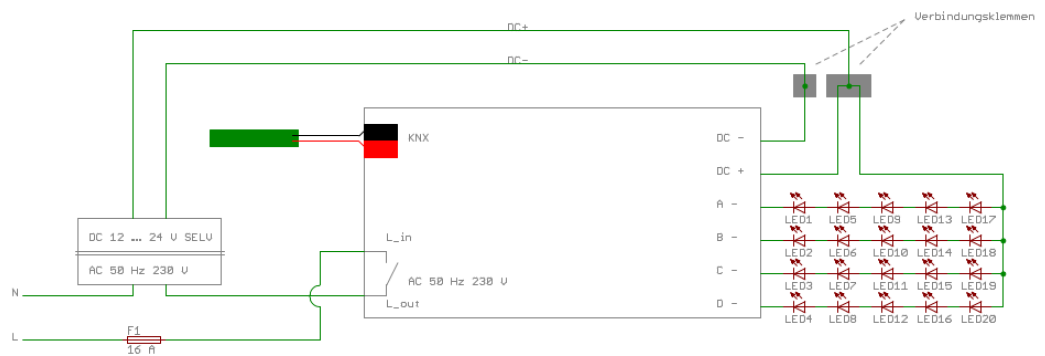 Verbindungsklemmen
DC+
DC-
KNX
DC -
DC +
A -
LED1 LED5 LED9 LED13 LED17
B -
LED2 LED6 LED10 LED14 LED18
C -
LED3 LED7 LED11 LED15 LED19
D -
LED4 LED8 LED12 LED16 LED20
DC 12 ... 24 V SELV
AC 50 Hz 230 V
L_in
AC 50 Hz 230 V
L_out
N
L
F1
16 A